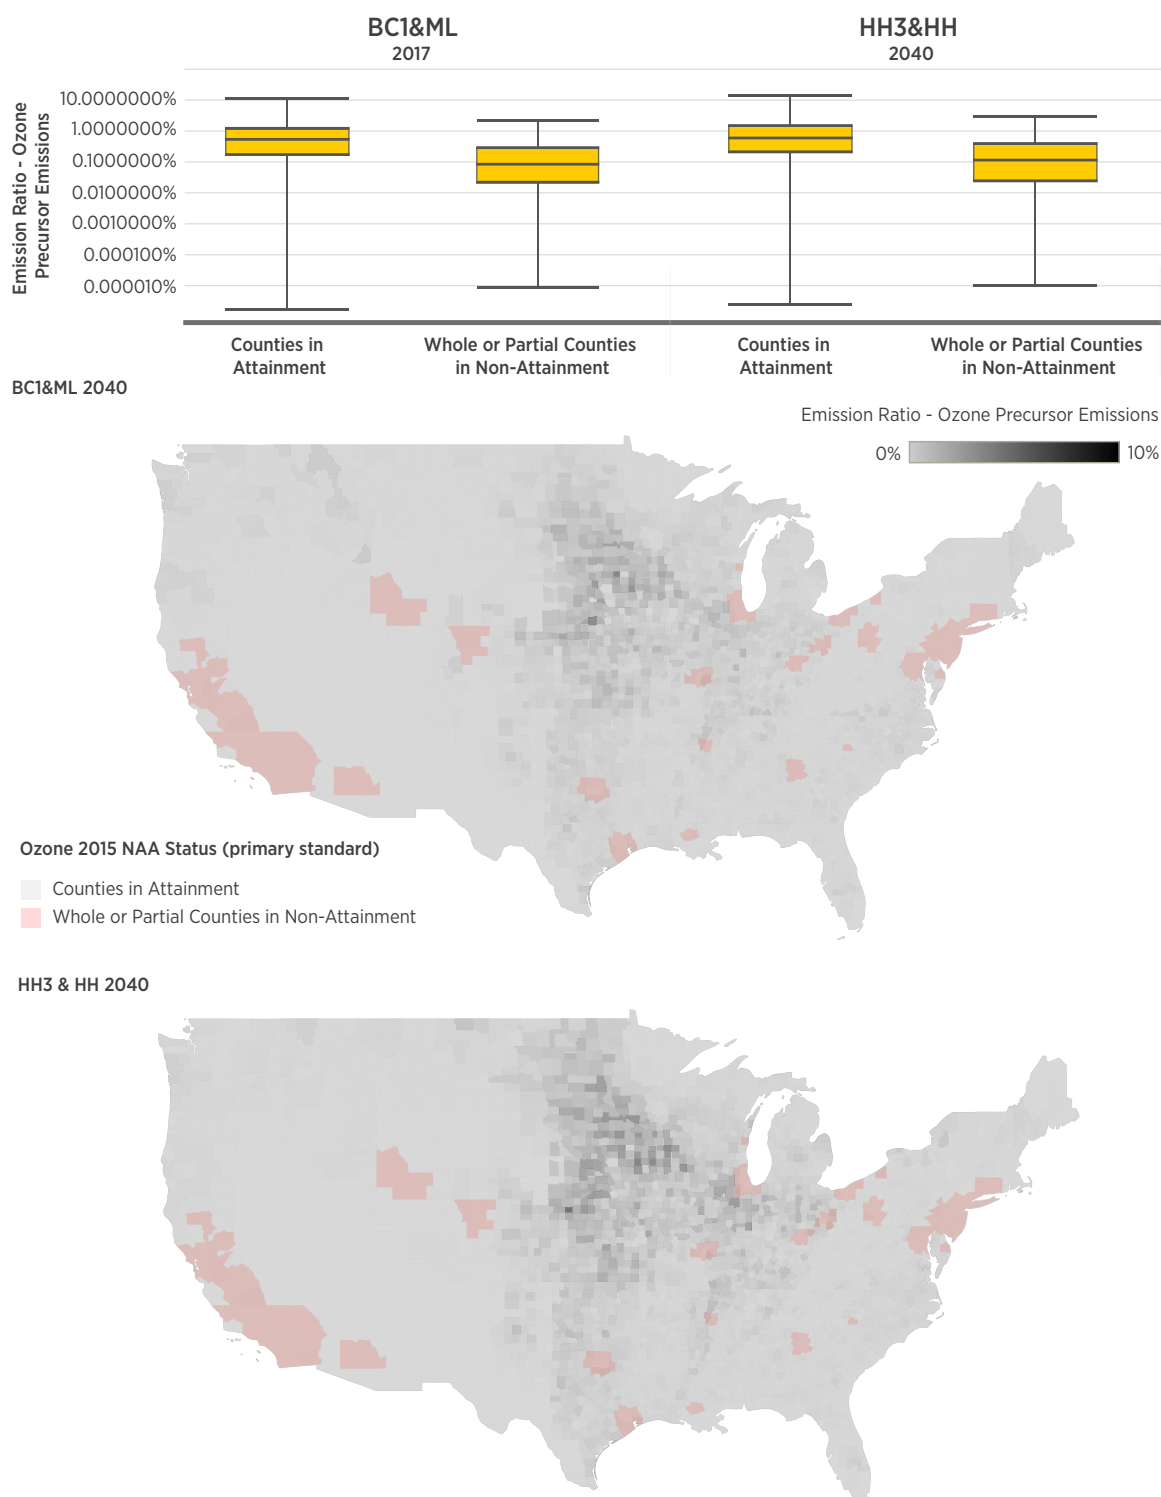 BC1&ML
2017
HH3&HH
2040
Emission Ratio - Ozone
Precursor Emissions
10.0000000%
1.0000000%
0.1000000%
0.0100000%
0.0010000%
0.000100%
0.000010%
Counties in
Attainment
Whole or Partial Counties
in Non-Attainment
Counties in
Attainment
Whole or Partial Counties
in Non-Attainment
BC1&ML 2040
Emission Ratio - Ozone Precursor Emissions
0%
10%
Ozone 2015 NAA Status (primary standard)
Counties in Attainment
Whole or Partial Counties in Non-Attainment
HH3 & HH 2040